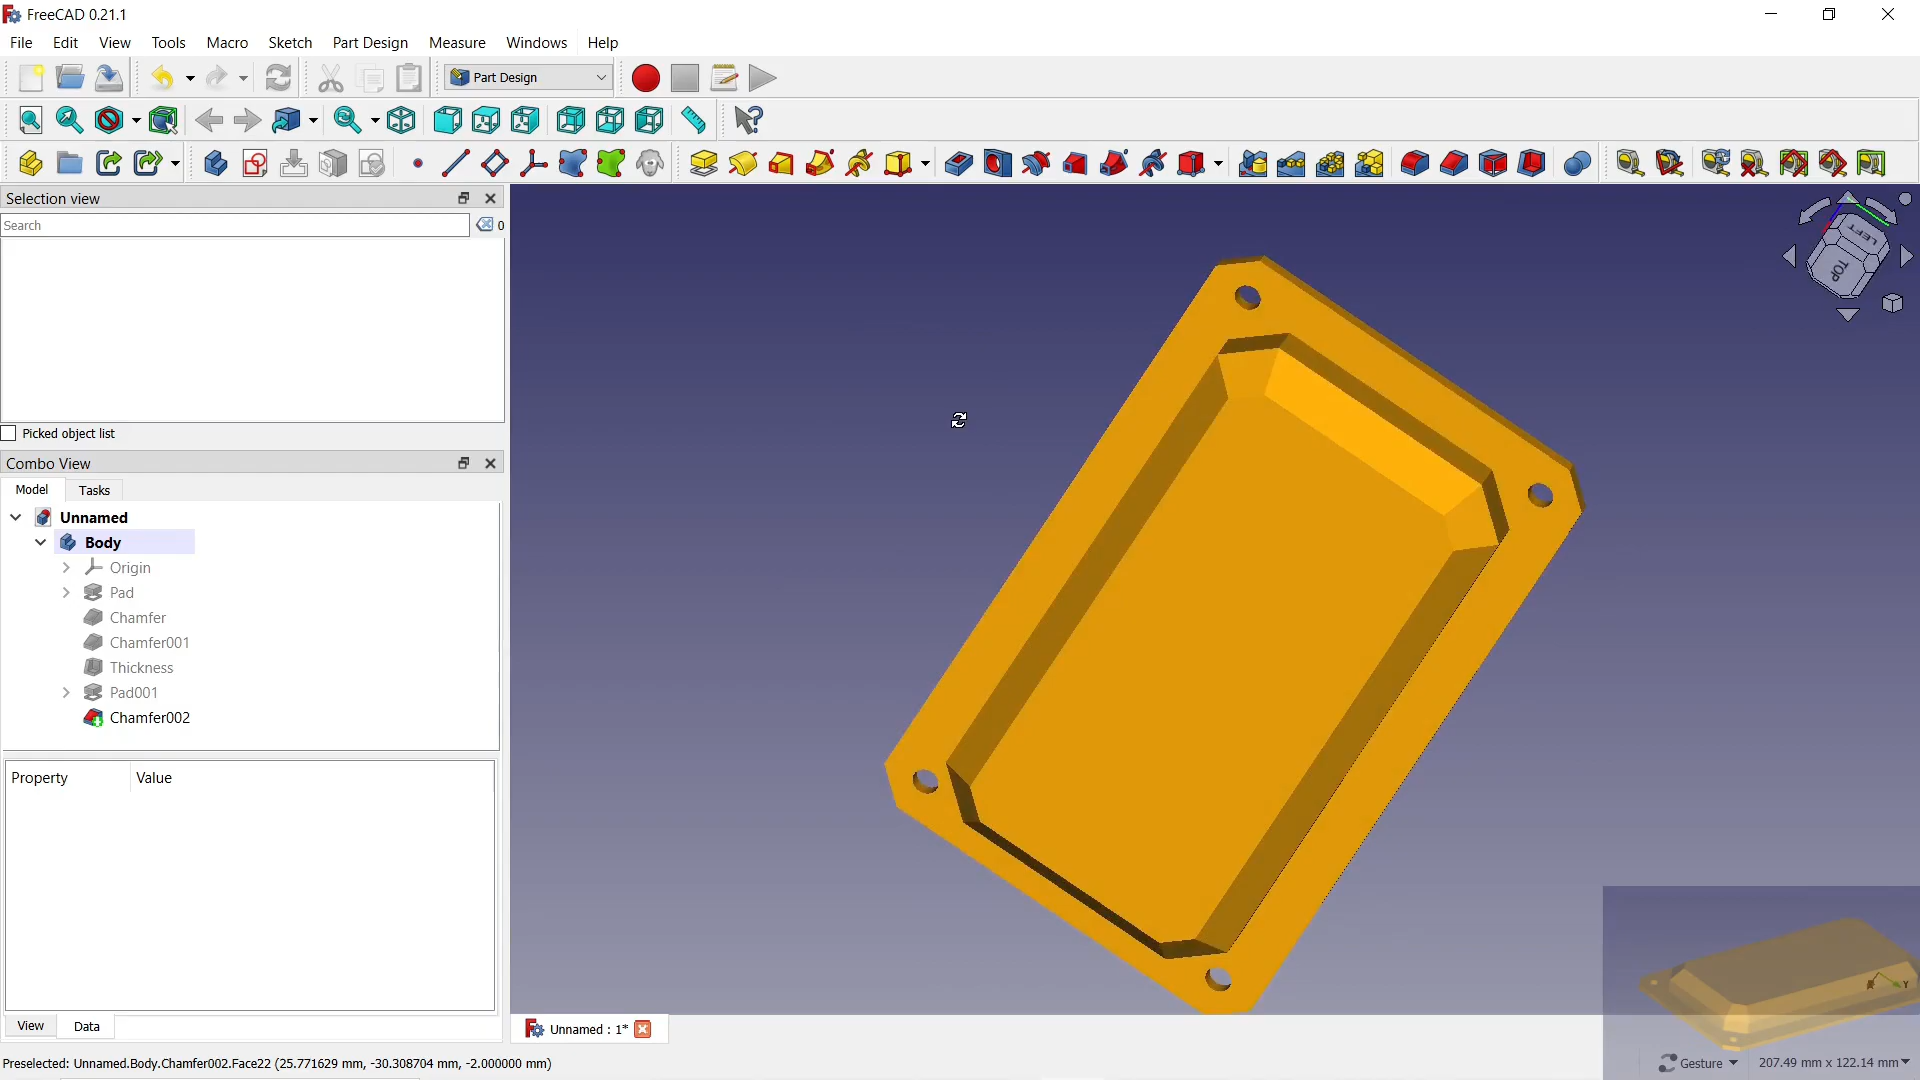 FreeCAD 0.21.1
File Edit View Tools Macro Sketch Part Design Measure Windows Help
Part Design
Selection view
Search
0
Picked object list
Combo View
Model Tasks
Unnamed
Body
Origin
Pad
Chamfer
Chamfer001
Thickness
Pad001
Chamfer002
Property Value
View Data
LEFT
TOP
Y
Unnamed : 1*
Preselected: Unnamed.Body.Chamfer002.Face22 (25.771629 mm, -30.308704 mm, -2.000000 mm)
Gesture 207.49 mm x 122.14 mm